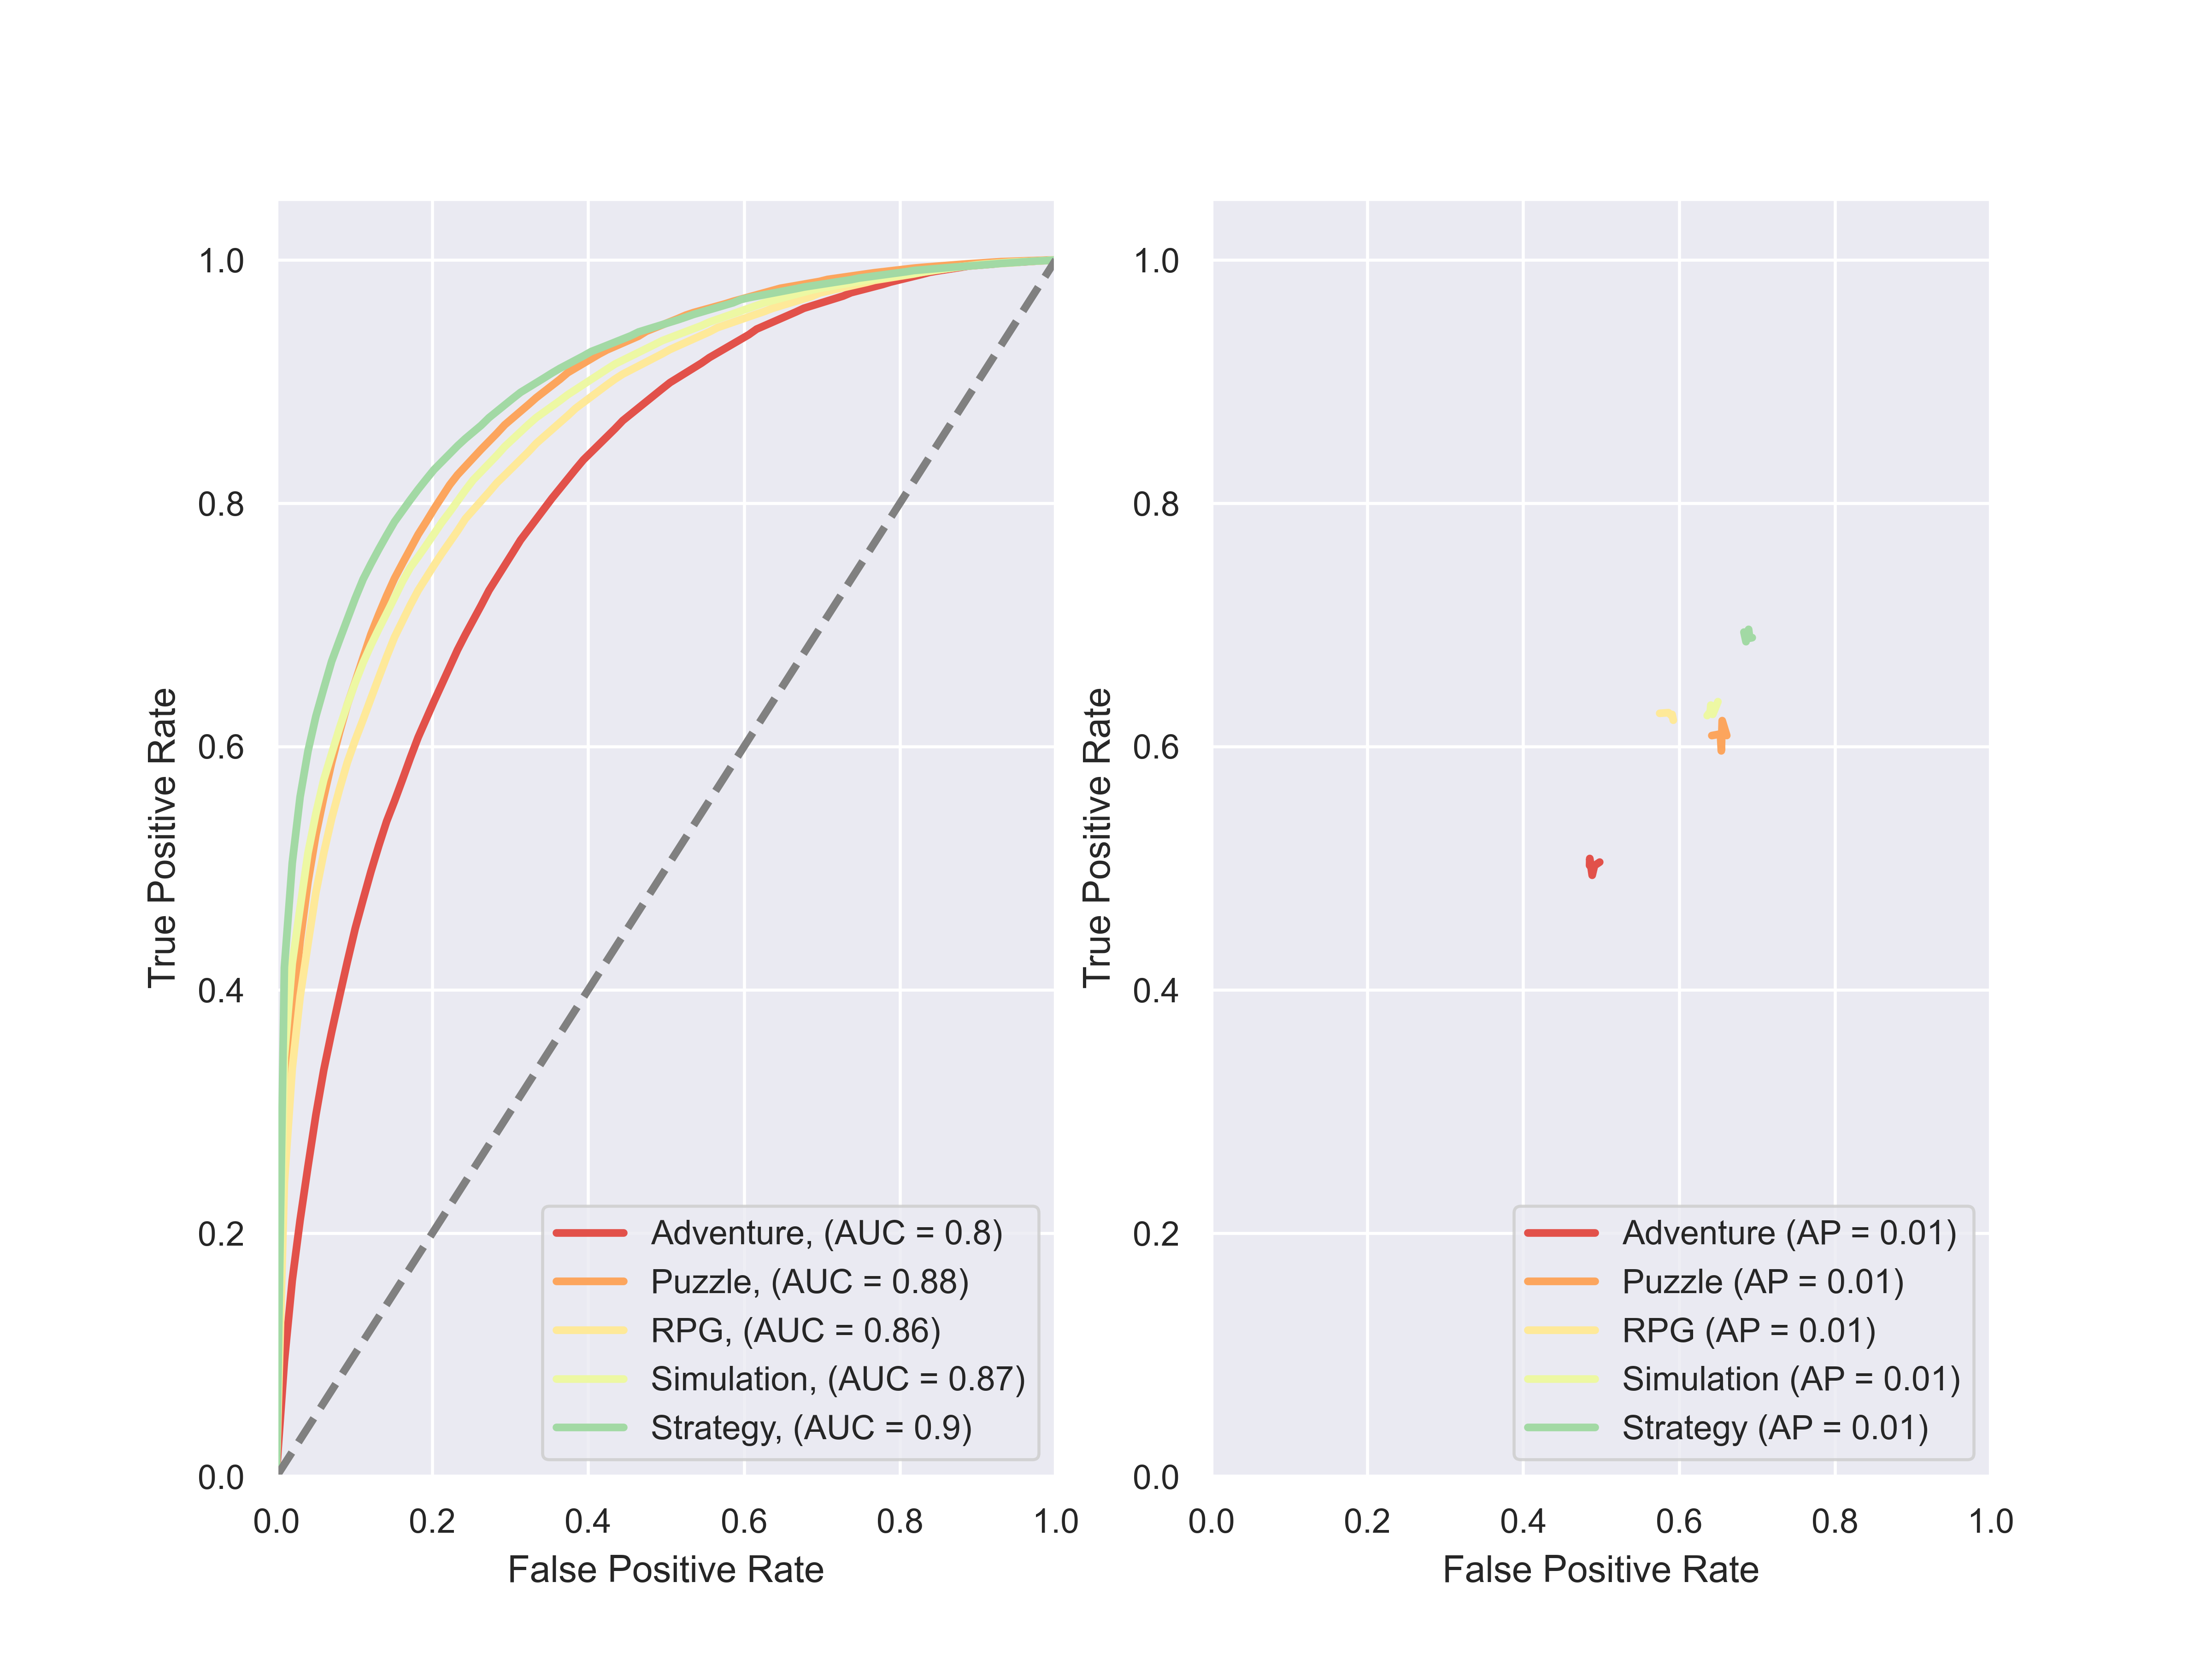 1.0
0.8
0.6
0.4
0.2
0.0
True Positive Rate
0.0 0.2 0.4 0.6 0.8 1.0
False Positive Rate
Adventure, (AUC = 0.8)
Puzzle, (AUC = 0.88)
RPG, (AUC = 0.86)
Simulation, (AUC = 0.87)
Strategy, (AUC = 0.9)
1.0
0.8
0.6
0.4
0.2
0.0
True Positive Rate
0.0 0.2 0.4 0.6 0.8 1.0
False Positive Rate
Adventure (AP = 0.01)
Puzzle (AP = 0.01)
RPG (AP = 0.01)
Simulation (AP = 0.01)
Strategy (AP = 0.01)